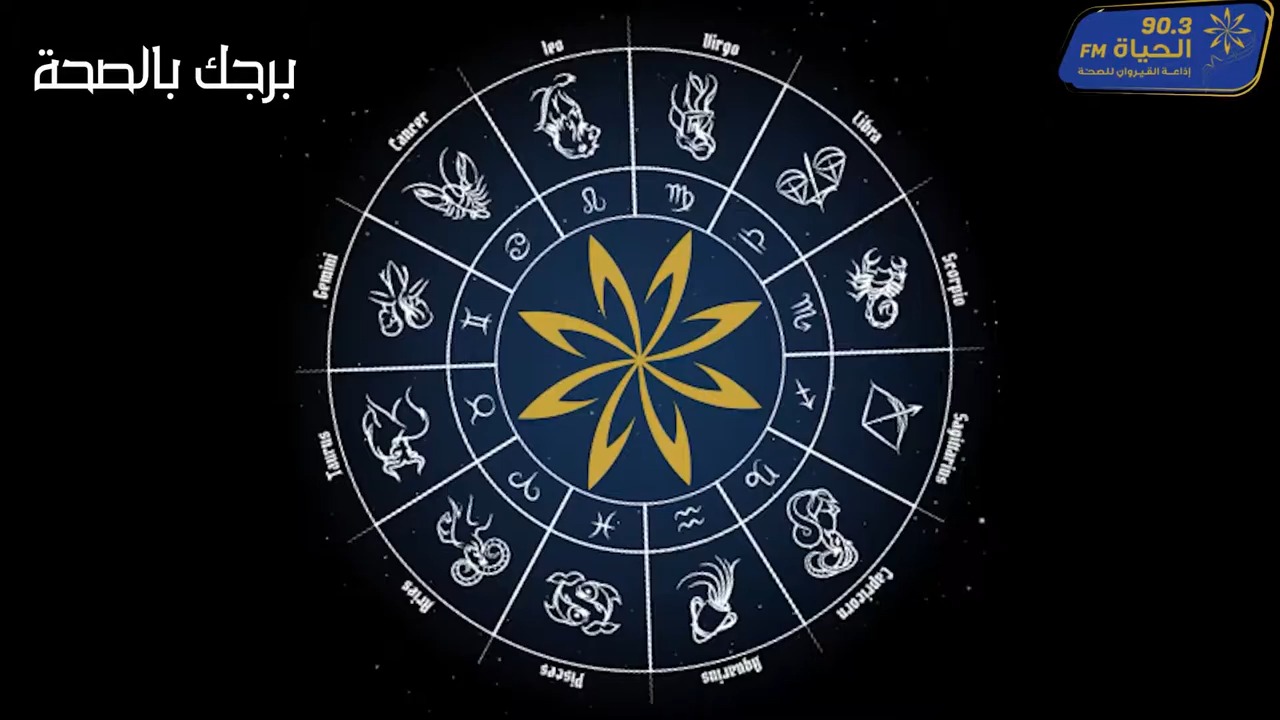 برجك بالصحة
90.3
الحياة FM
إذاعة القيروان للصحة
Leo
Virgo
Cancer
Libra
Gemini
Scorpio
Taurus
Sagittarius
Aries
Capricorn
Pisces
Aquarius